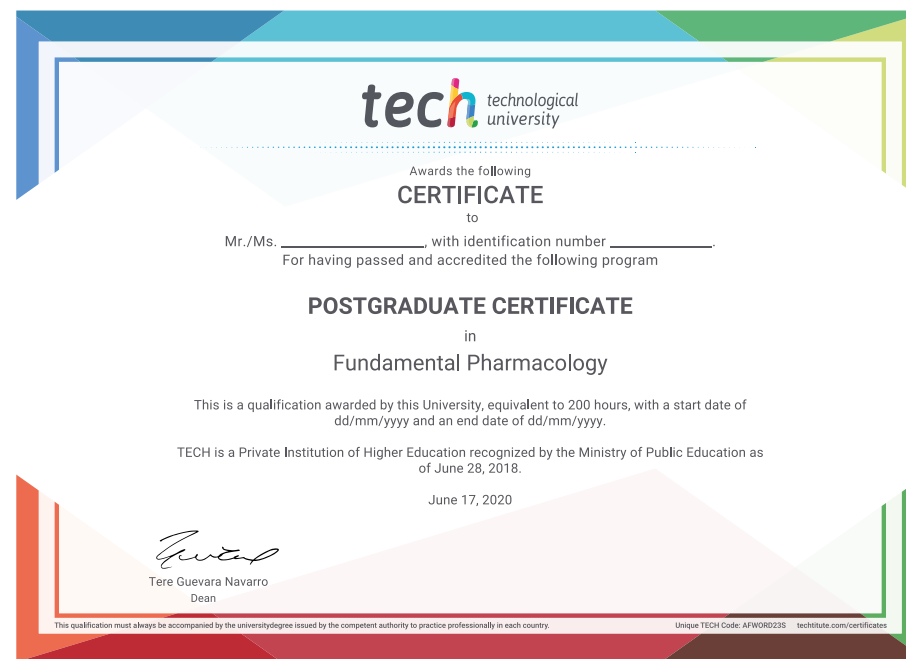 tech technological
university
Awards the following
CERTIFICATE
to
Mr./Ms. ____________, with identification number ____________.
For having passed and accredited the following program
POSTGRADUATE CERTIFICATE
in
Fundamental Pharmacology
This is a qualification awarded by this University, equivalent to 200 hours, with a start date of
dd/mm/yyyy and an end date of dd/mm/yyyy.
TECH is a Private Institution of Higher Education recognized by the Ministry of Public Education as
of June 28, 2018.
June 17, 2020
Tere Guevara Navarro
Dean
This qualification must always be accompanied by the universitydegree issued by the competent authority to practice professionally in each country.
Unique TECH Code: AFWORD23S techtitute.com/certificates